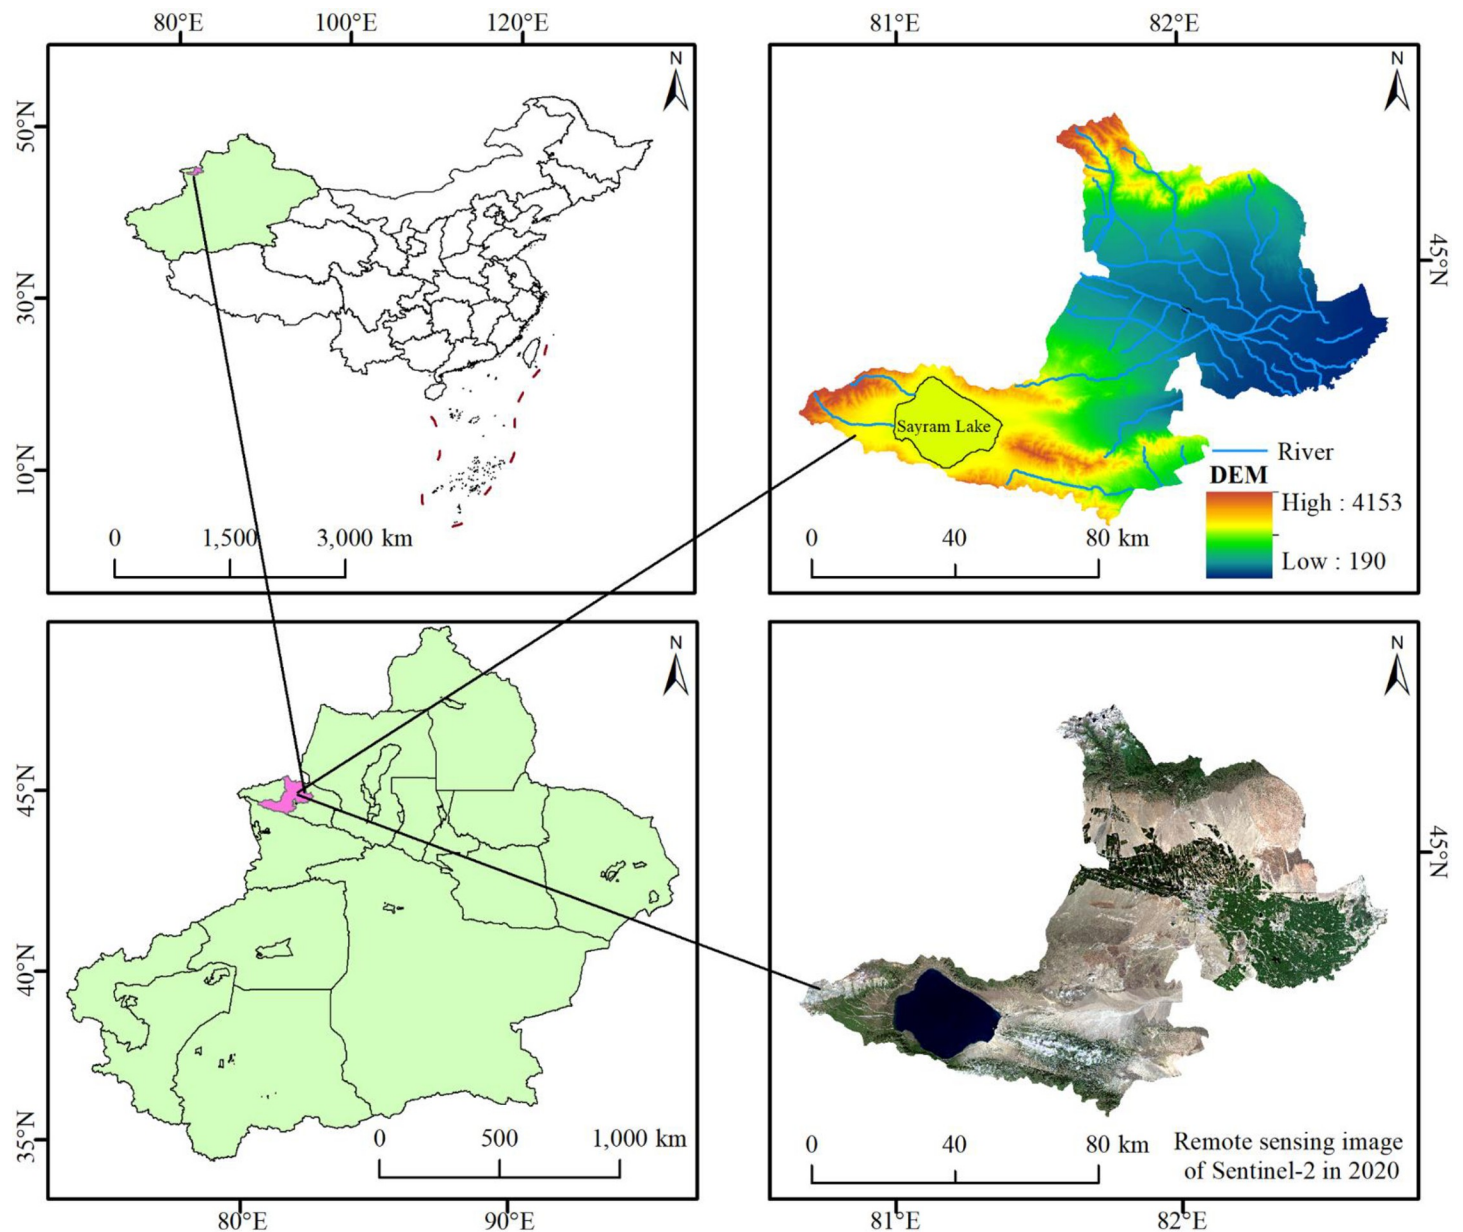 80°E 100°E 120°E
81°E 82°E
N
N
50°N
30°N
10°N
45°N
Sayram Lake
River
DEM
High : 4153
Low : 190
0 1,500 3,000 km
0 40 80 km
N
N
45°N
40°N
35°N
45°N
0 500 1,000 km
0 40 80 km
Remote sensing image
of Sentinel-2 in 2020
80°E 90°E
81°E 82°E